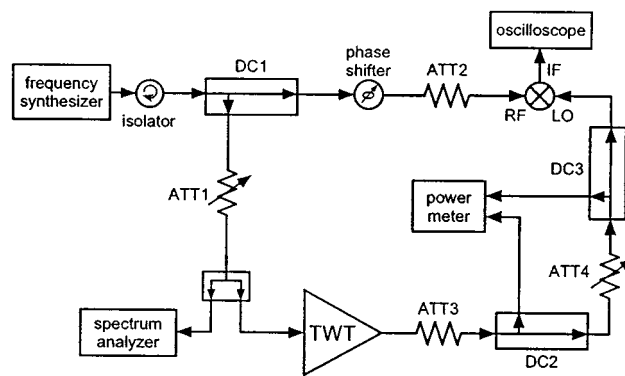 oscilloscope
phase
shifter
DC1
ATT2
IF
frequency
synthesizer
isolator
RF
LO
DC3
ATT1
power
meter
ATT4
ATT3
spectrum
analyzer
TWT
DC2